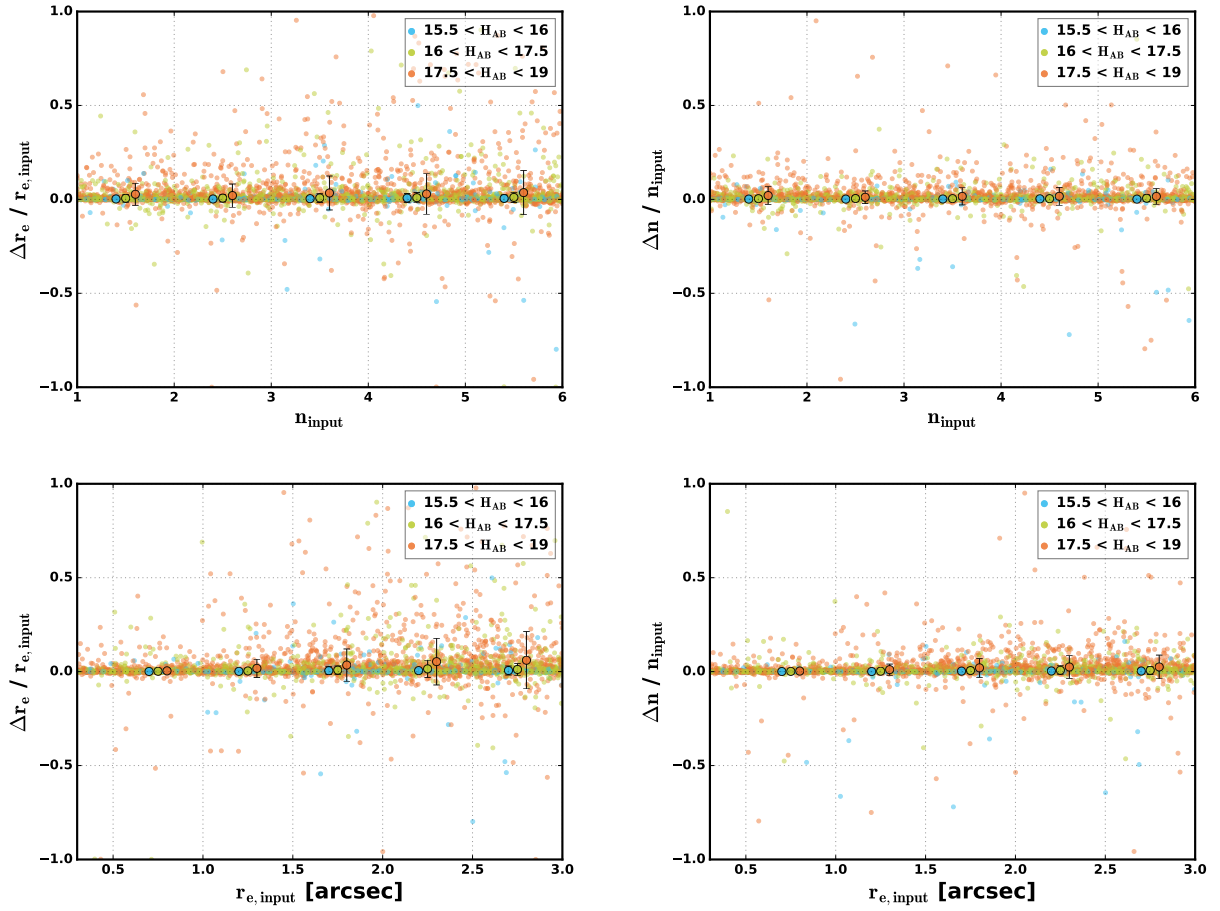 1.0
0.5
0.0
−0.5
−1.0
Δr_e / r_e,input
15.5 < H_AB < 16
16 < H_AB < 17.5
17.5 < H_AB < 19
1 2 3 4 5 6
n_input
1.0
0.5
0.0
−0.5
−1.0
Δn / n_input
15.5 < H_AB < 16
16 < H_AB < 17.5
17.5 < H_AB < 19
1 2 3 4 5 6
n_input
1.0
0.5
0.0
−0.5
−1.0
Δr_e / r_e,input
15.5 < H_AB < 16
16 < H_AB < 17.5
17.5 < H_AB < 19
0.5 1.0 1.5 2.0 2.5 3.0
r_e,input [arcsec]
1.0
0.5
0.0
−0.5
−1.0
Δn / n_input
15.5 < H_AB < 16
16 < H_AB < 17.5
17.5 < H_AB < 19
0.5 1.0 1.5 2.0 2.5 3.0
r_e,input [arcsec]